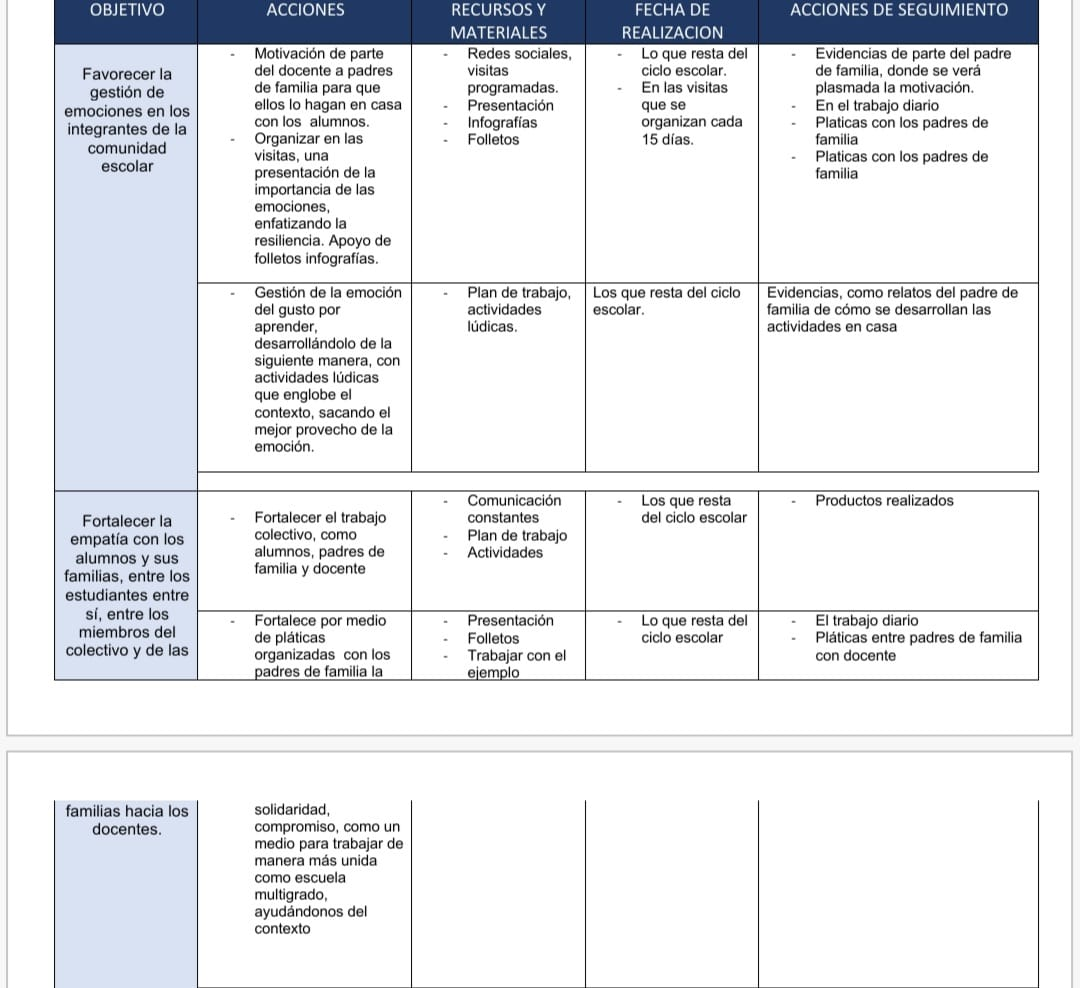 OBJETIVO
ACCIONES
RECURSOS Y
MATERIALES
FECHA DE
REALIZACION
ACCIONES DE SEGUIMIENTO
Favorecer la
gestión de
emociones en los
integrantes de la
comunidad
escolar
- Motivación de parte
del docente a padres
de familia para que
ellos lo hagan en casa
con los alumnos.
- Organizar en las
visitas, una
presentación de la
importancia de las
emociones,
enfatizando la
resiliencia. Apoyo de
folletos infografías.
- Redes sociales,
visitas
programadas.
- Presentación
- Infografías
- Folletos
- Lo que resta del
ciclo escolar.
- En las visitas
que se
organizan cada
15 días.
- Evidencias de parte del padre
de familia, donde se verá
plasmada la motivación.
- En el trabajo diario
- Platicas con los padres de
familia
- Platicas con los padres de
familia
- Gestión de la emoción
del gusto por
aprender,
desarrollándolo de la
siguiente manera, con
actividades lúdicas
que englobe el
contexto, sacando el
mejor provecho de la
emoción.
- Plan de trabajo,
actividades
lúdicas.
Los que resta del ciclo
escolar.
Evidencias, como relatos del padre de
familia de cómo se desarrollan las
actividades en casa
Fortalecer la
empatía con los
alumnos y sus
familias, entre los
estudiantes entre
sí, entre los
miembros del
colectivo y de las
- Fortalecer el trabajo
colectivo, como
alumnos, padres de
familia y docente
- Comunicación
constantes
- Plan de trabajo
- Actividades
- Los que resta
del ciclo escolar
- Productos realizados
- Fortalece por medio
de pláticas
organizadas con los
padres de familia la
- Presentación
- Folletos
- Trabajar con el
ejemplo
- Lo que resta del
ciclo escolar
- El trabajo diario
- Pláticas entre padres de familia
con docente
familias hacia los
docentes.
solidaridad,
compromiso, como un
medio para trabajar de
manera más unida
como escuela
multigrado,
ayudándonos del
contexto